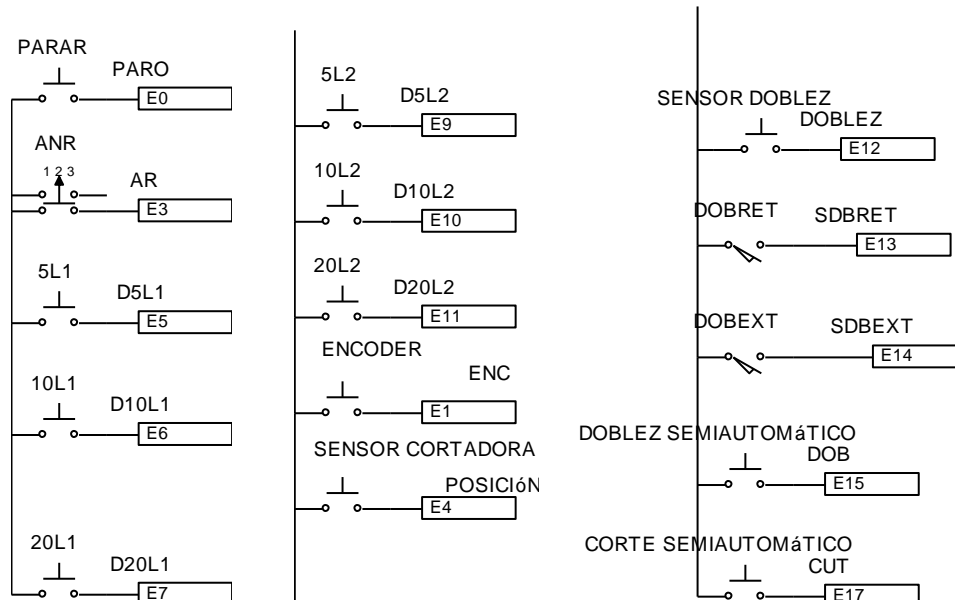 PARAR
PARO
E0
ANR
1 2 3
AR
E3
5L1
D5L1
E5
10L1
D10L1
E6
20L1
D20L1
E7
5L2
D5L2
E9
10L2
D10L2
E10
20L2
D20L2
E11
ENCODER
ENC
E1
SENSOR CORTADORA
POSICIóN
E4
SENSOR DOBLEZ
DOBLEZ
E12
DOBRET
SDBRET
E13
DOBEXT
SDBEXT
E14
DOBLEZ SEMIAUTOMáTICO
DOB
E15
CORTE SEMIAUTOMáTICO
CUT
E17